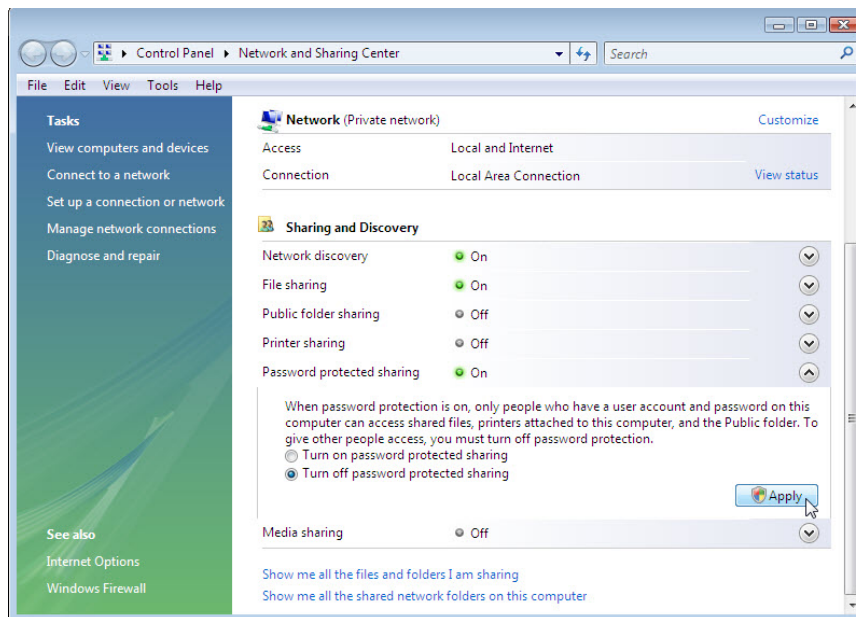 Control Panel Network and Sharing Center Search
File Edit View Tools Help
Tasks
View computers and devices
Connect to a network
Set up a connection or network
Manage network connections
Diagnose and repair
See also
Internet Options
Windows Firewall
Network (Private network) Customize
Access Local and Internet
Connection Local Area Connection View status
Sharing and Discovery
Network discovery On
File sharing On
Public folder sharing Off
Printer sharing Off
Password protected sharing On
When password protection is on, only people who have a user account and password on this
computer can access shared files, printers attached to this computer, and the Public folder. To
give other people access, you must turn off password protection.
Turn on password protected sharing
Turn off password protected sharing
Apply
Media sharing Off
Show me all the files and folders I am sharing
Show me all the shared network folders on this computer